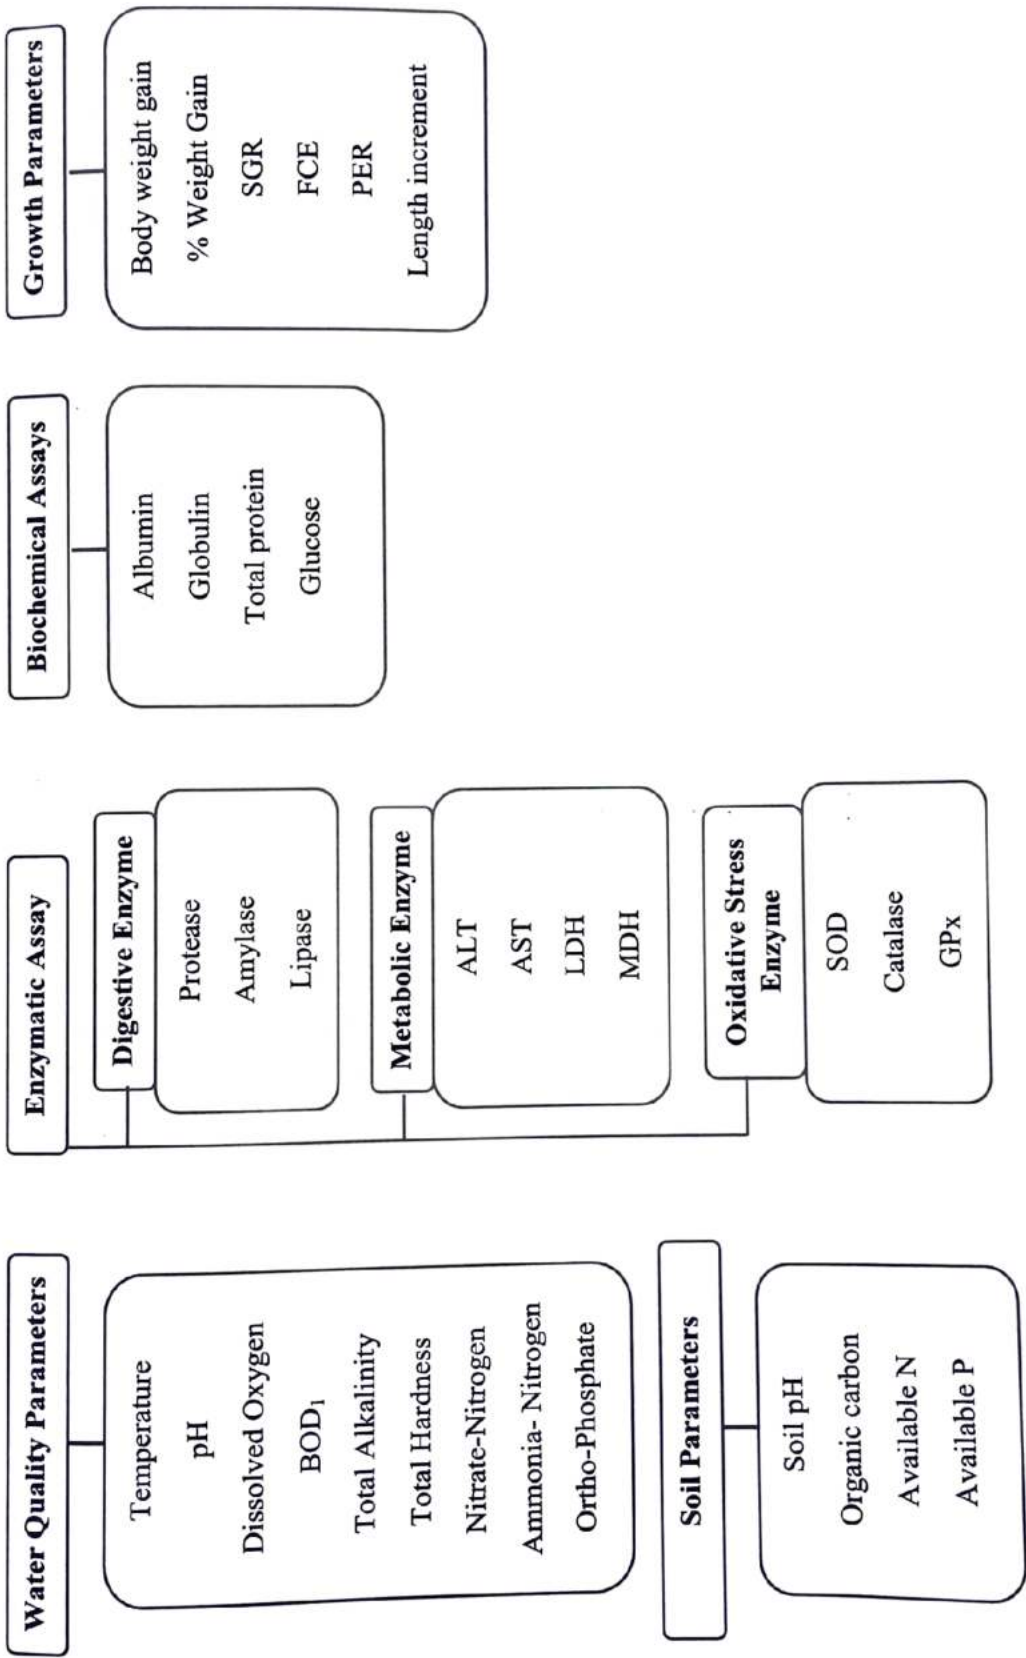 Water Quality Parameters
Temperature
pH
Dissolved Oxygen
BOD₁
Total Alkalinity
Total Hardness
Nitrate-Nitrogen
Ammonia- Nitrogen
Ortho-Phosphate
Soil Parameters
Soil pH
Organic carbon
Available N
Available P
Enzymatic Assay
Digestive Enzyme
Protease
Amylase
Lipase
Metabolic Enzyme
ALT
AST
LDH
MDH
Oxidative Stress
Enzyme
SOD
Catalase
GPx
Biochemical Assays
Albumin
Globulin
Total protein
Glucose
Growth Parameters
Body weight gain
% Weight Gain
SGR
FCE
PER
Length increment